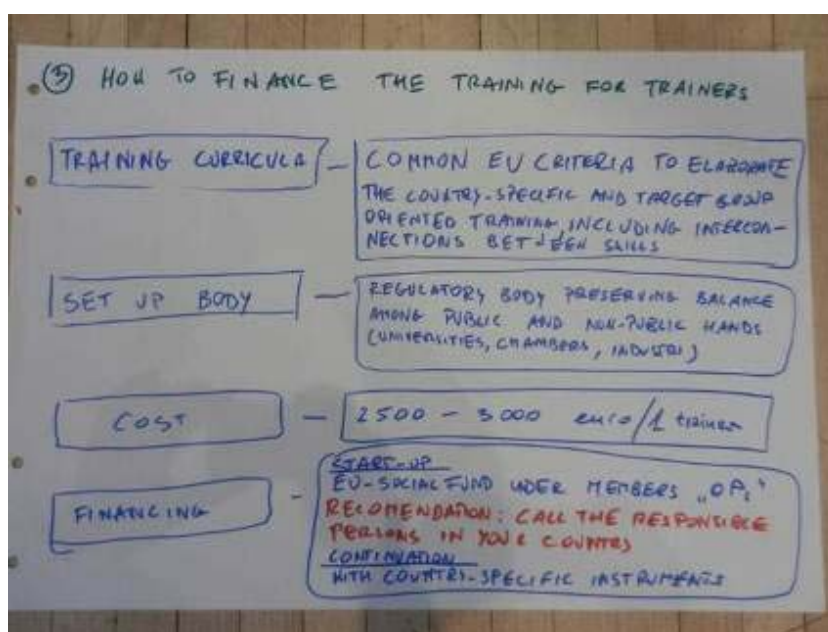 ③ HOW TO FINANCE THE TRAINING FOR TRAINERS
TRAINING CURRICULA - COMMON EU CRITERIA TO ELABORATE
THE COUNTRY-SPECIFIC AND TARGET GROUP
ORIENTED TRAINING INCLUDING INTERCON-
NECTIONS BETWEEN SKILLS
SET UP BODY - REGULATORY BODY PRESERVING BALANCE
AMONG PUBLIC AND NON-PUBLIC HANDS
(UNIVERSITIES, CHAMBERS, INDUSTRY)
COST - 2500 - 3000 euro/1 trainer
START-UP
FINANCING - EU-SOCIAL FUND UDER MEMBERS „OPs“
RECOMENDATION: CALL THE RESPONSIBLE
PERSONS IN YOUR COUNTRY
CONTINUATION
WITH COUNTRY-SPECIFIC INSTRUMENTS